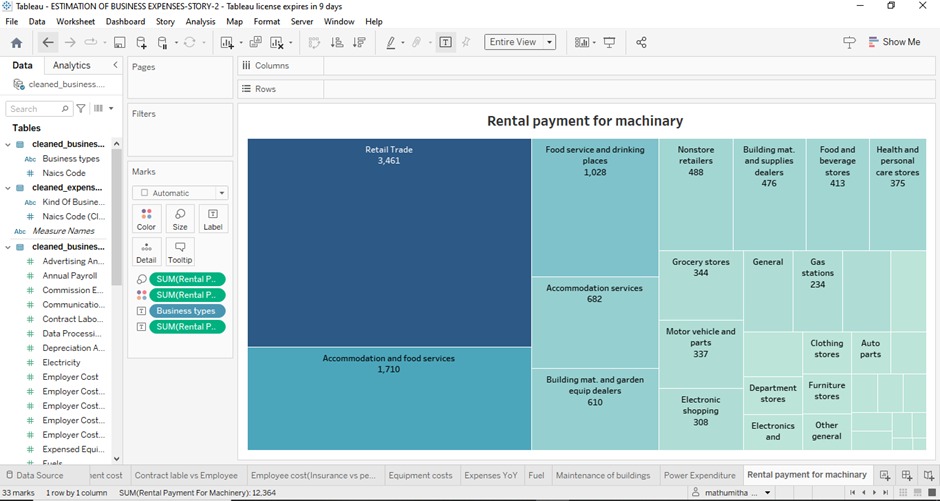 Tableau - ESTIMATION OF BUSINESS EXPENSES-STORY-2 - Tableau license expires in 9 days
File Data Worksheet Dashboard Story Analysis Map Format Server Window Help
Entire View
Show Me
Data Analytics
cleaned_business....
Search
Tables
cleaned_busines...
Abc Business types
# Naics Code
cleaned_expens...
Abc Kind Of Busine...
# Naics Code (Cl...
Abc Measure Names
cleaned_busines...
# Advertising An...
# Annual Payroll
# Commission E...
# Communicatio...
# Contract Labo...
# Data Processi...
# Depreciation A...
# Electricity
# Employer Cost
# Employer Cost...
# Employer Cost...
# Employer Cost...
# Employer Cost...
# Expensed Equi...
# Fuels
Pages
Filters
Marks
Automatic
Color Size Label
Detail Tooltip
SUM(Rental P..
SUM(Rental P..
Business types
SUM(Rental P..
Columns
Rows
Rental payment for machinary
Retail Trade
3,461
Accommodation and food services
1,710
Food service and drinking
places
1,028
Accommodation services
682
Building mat. and garden
equip dealers
610
Nonstore
retailers
488
Building mat.
and supplies
dealers
476
Food and
beverage
stores
413
Health and
personal
care stores
375
Grocery stores
344
Motor vehicle and
parts
337
Electronic
shopping
308
General
Gas
stations
234
Clothing
stores
Auto
parts
Department
stores
Furniture
stores
Electronics
and
Other
general
Data Source
ent cost
Contract lable vs Employee
Employee cost(Insurance vs pe...
Equipment costs
Expenses YoY
Fuel
Maintenance of buildings
Power Expenditure
Rental payment for machinary
33 marks 1 row by 1 column SUM(Rental Payment For Machinery): 12,364
mathumitha ...